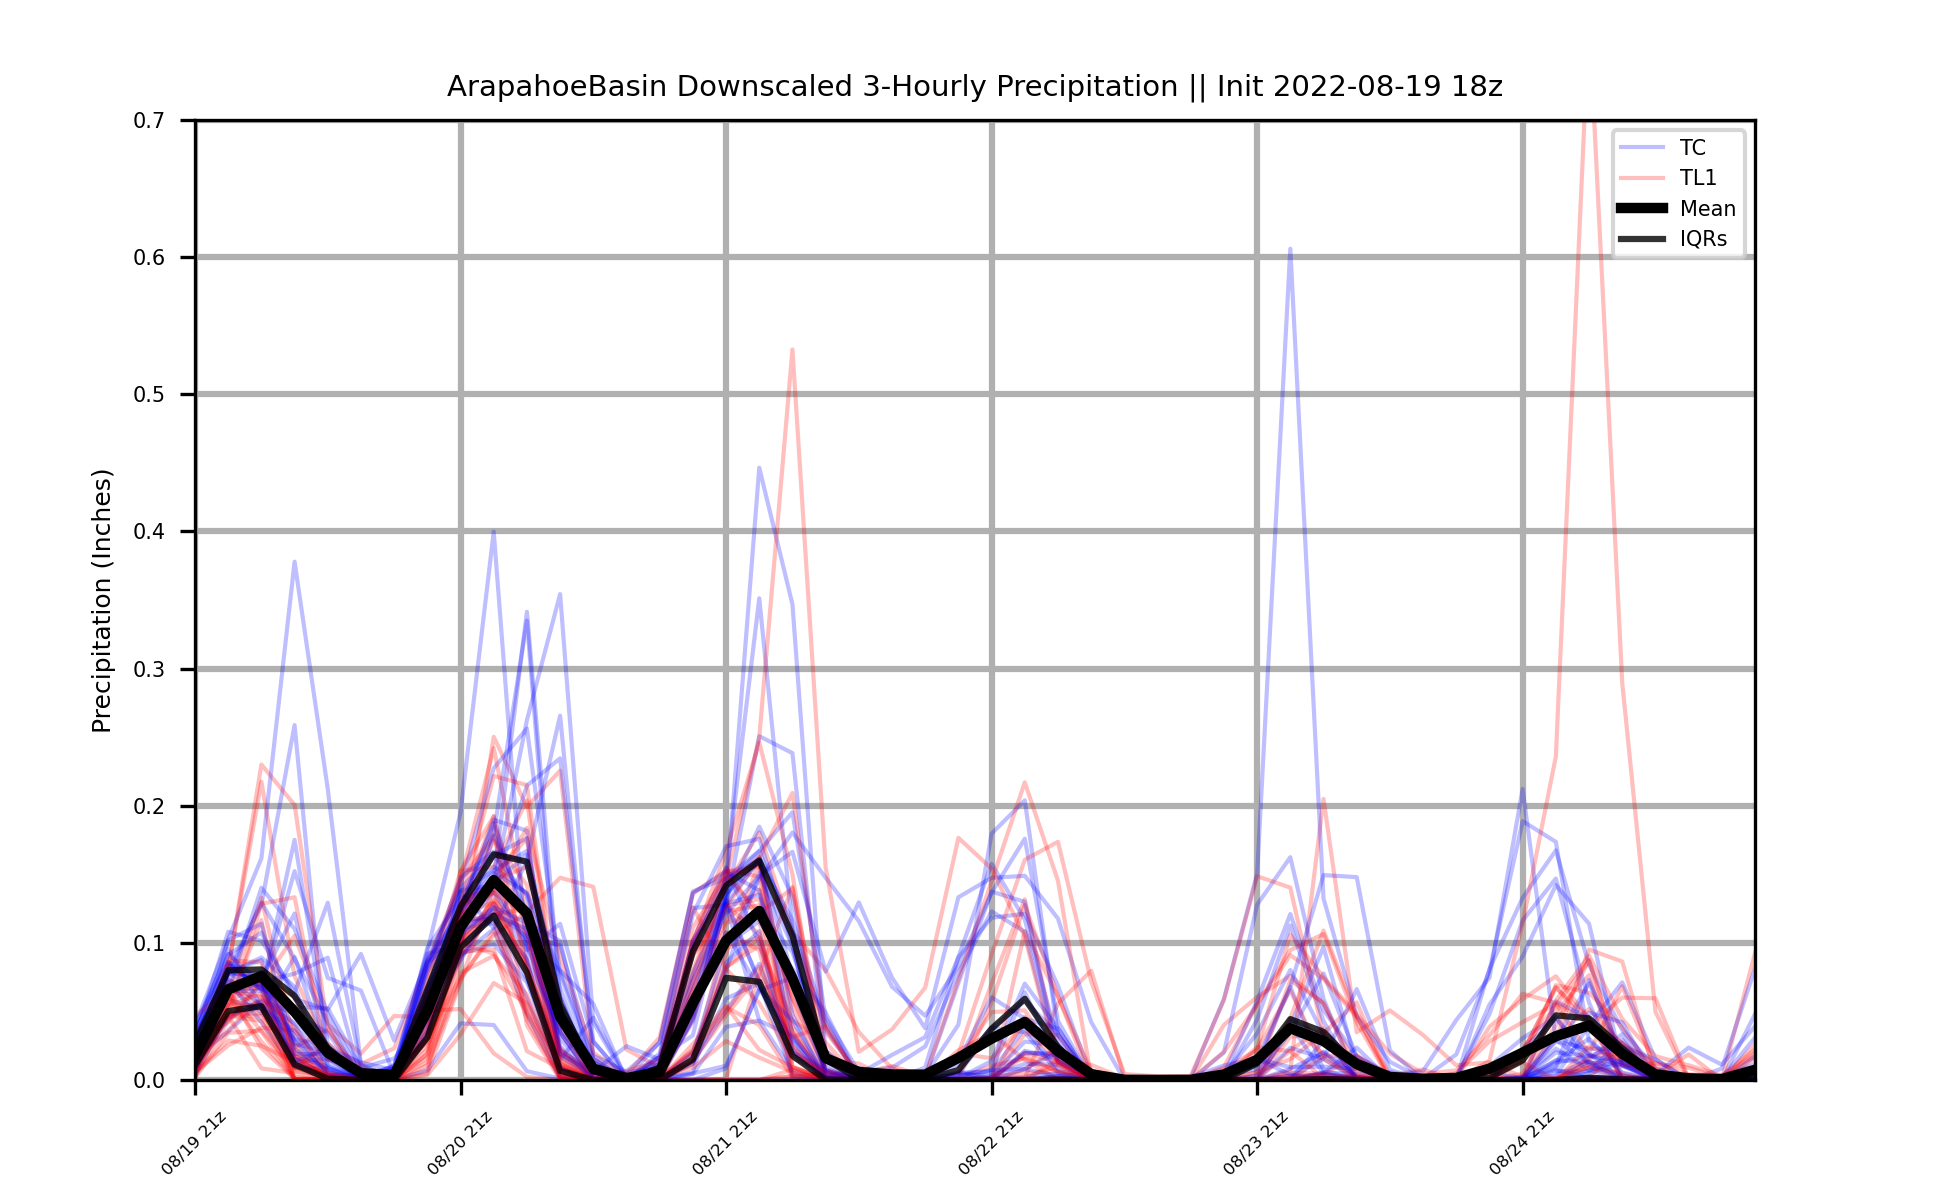 ArapahoeBasin Downscaled 3-Hourly Precipitation || Init 2022-08-19 18z
Precipitation (Inches)
0.7
0.6
0.5
0.4
0.3
0.2
0.1
0.0
TC
TL1
Mean
IQRs
08/19 21z
08/20 21z
08/21 21z
08/22 21z
08/23 21z
08/24 21z